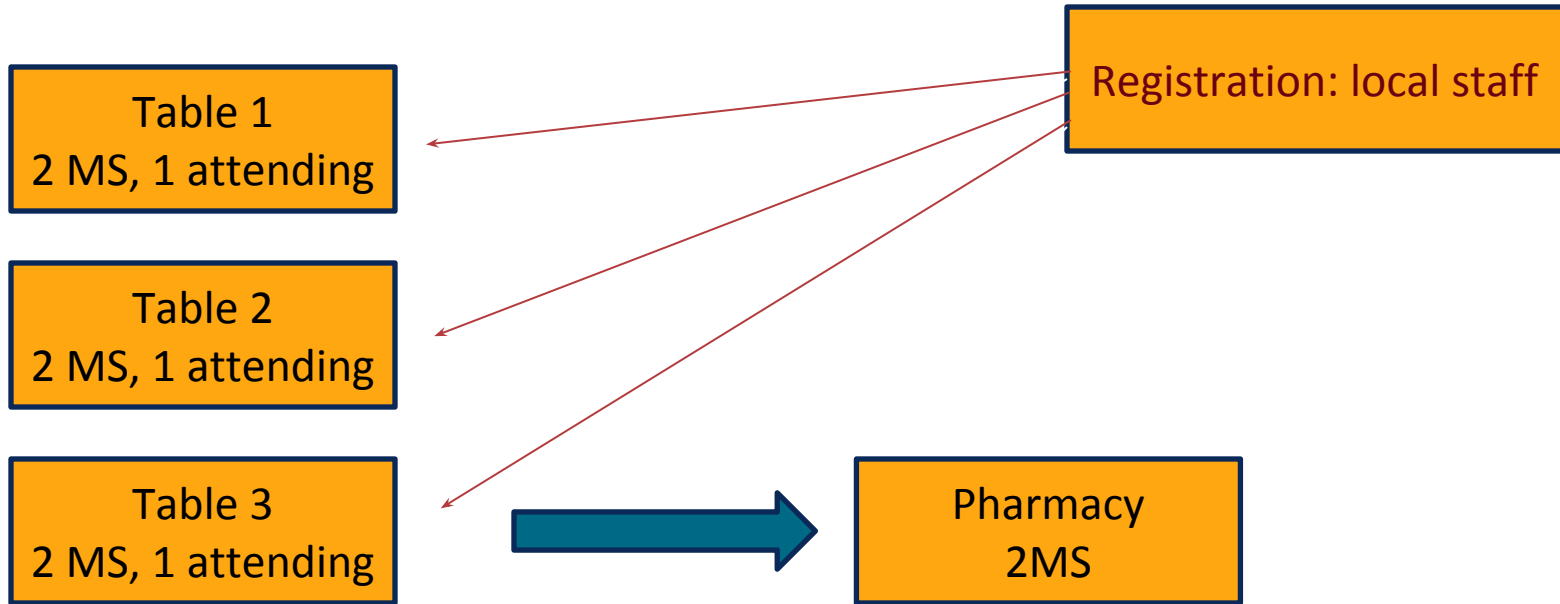 Registration: local staff
Table 1
2 MS, 1 attending
Table 2
2 MS, 1 attending
Table 3
2 MS, 1 attending
Pharmacy
2MS